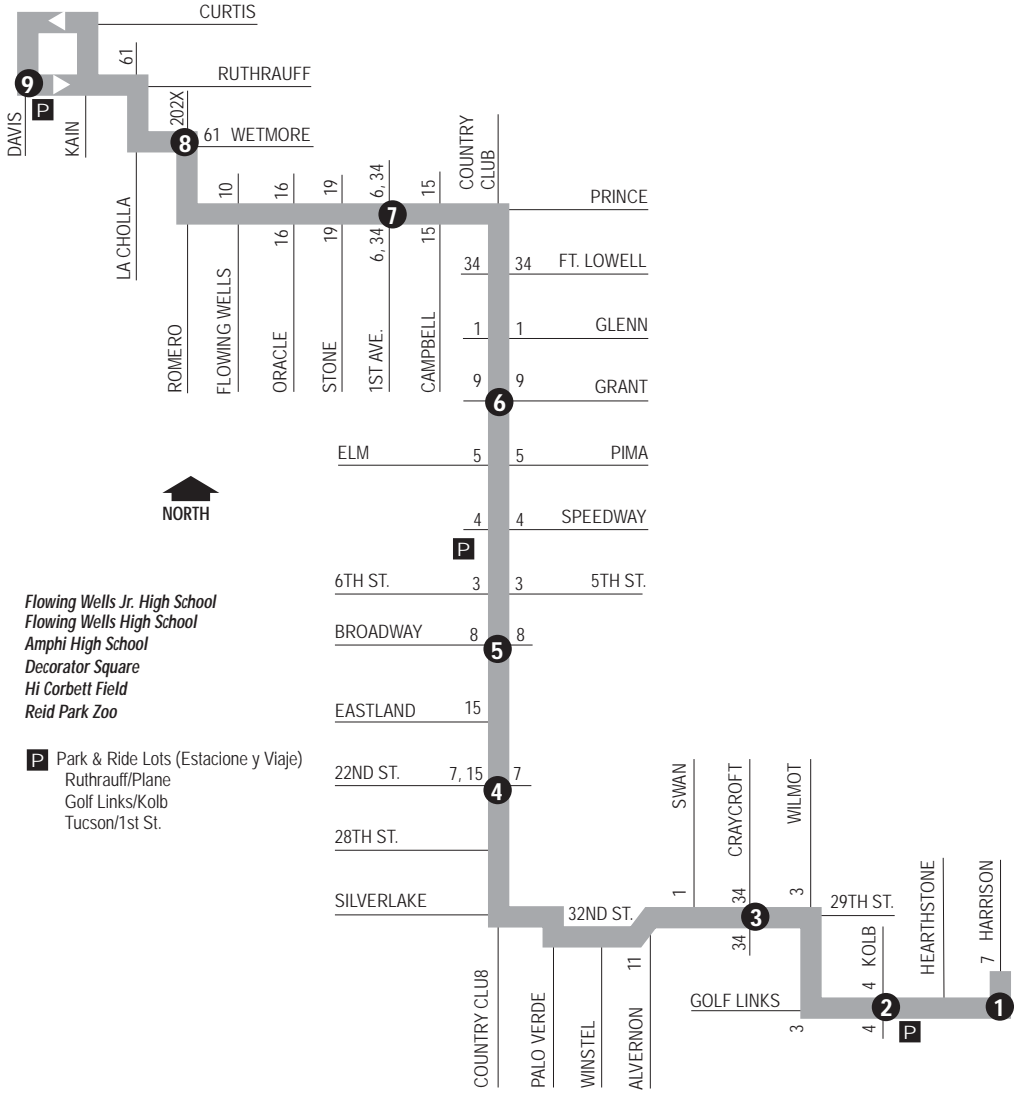 CURTIS
61
RUTHRAUFF
9
P
DAVIS
KAIN
202X
8
61 WETMORE
LA CHOLLA
COUNTRY
CLUB
10
16
19
6, 34
15
PRINCE
7
16
19
6, 34
15
ROMERO
FLOWING WELLS
ORACLE
STONE
1ST AVE.
CAMPBELL
34
34
FT. LOWELL
1
1
GLENN
9
9
GRANT
6
ELM
5
5
PIMA
NORTH
4
4
SPEEDWAY
P
6TH ST.
3
3
5TH ST.
BROADWAY
8
8
5
Flowing Wells Jr. High School
Flowing Wells High School
Amphi High School
Decorator Square
Hi Corbett Field
Reid Park Zoo
EASTLAND
15
P Park & Ride Lots (Estacione y Viaje)
Ruthrauff/Plane
Golf Links/Kolb
Tucson/1st St.
22ND ST.
7, 15
7
4
28TH ST.
SILVERLAKE
SWAN
CRAYCROFT
WILMOT
1
34
3
32ND ST.
3
29TH ST.
34
11
KOLB
4
HEARTHSTONE
HARRISON
7
GOLF LINKS
2
1
3
4
P
COUNTRY CLU8
PALO VERDE
WINSTEL
ALVERNON